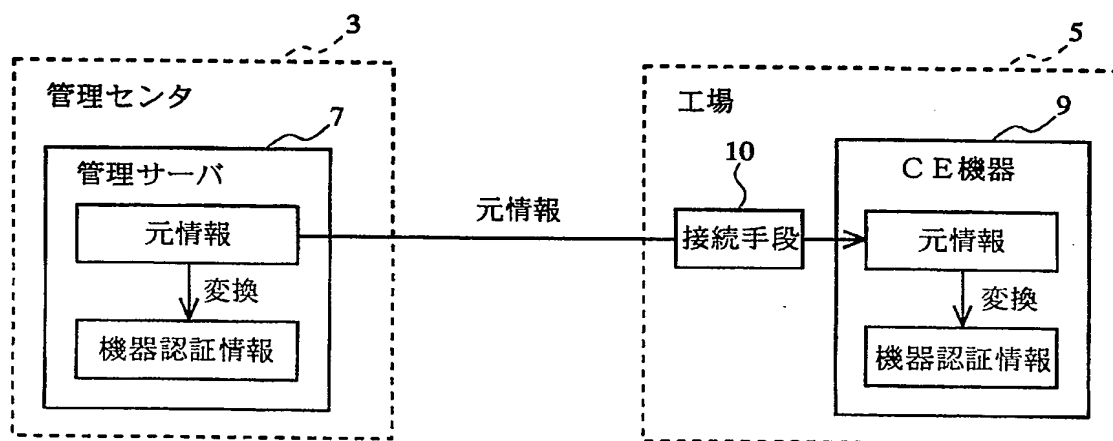 3
管理センタ
7
管理サーバ
元情報
変換
機器認証情報
元情報
5
工場
10
接続手段
9
ＣＥ機器
元情報
変換
機器認証情報